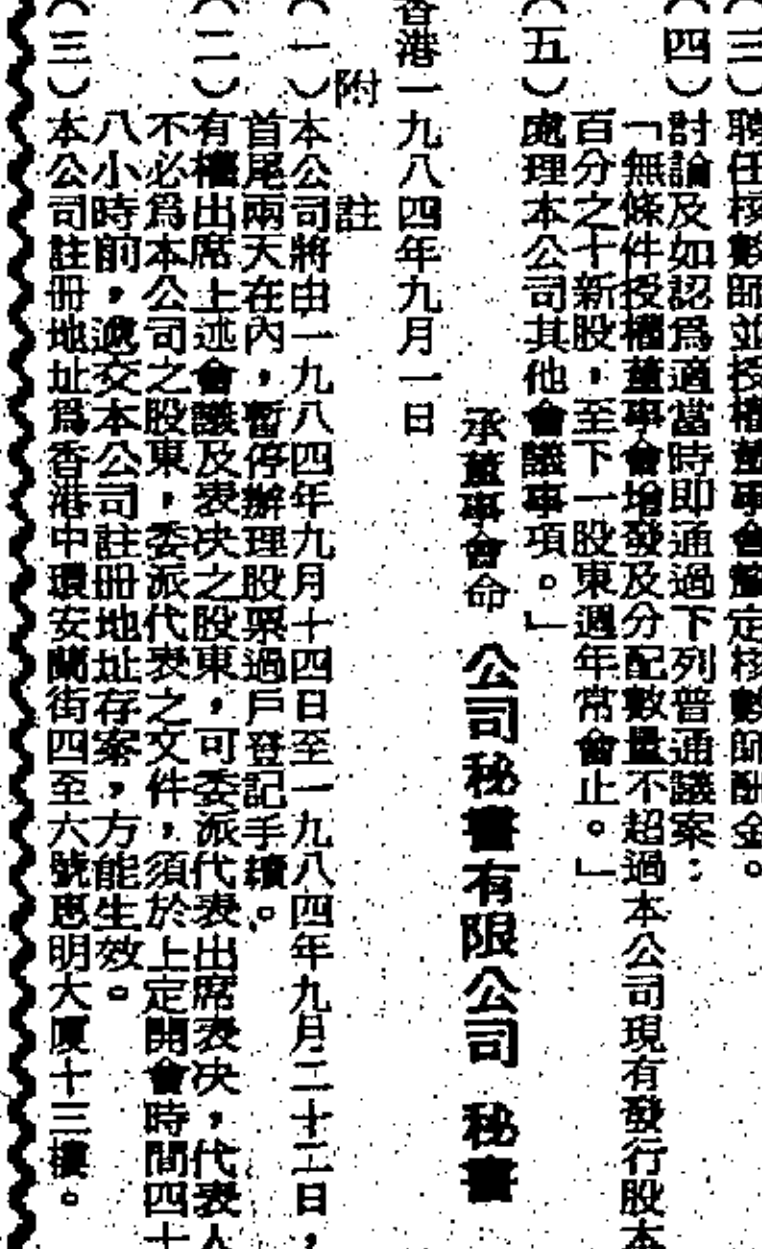 (三)聘任核數師並授權董事會釐定核數師酬金。
(四)討論及如認爲適當時即通過下列普通議案:
「無條件授權董事會增發及分配數量不超過本公司現有發行股本
百分之十新股,至下一股東週年常會止。」
(五)處理本公司其他會議事項。」
承董事會命 公司秘書有限公司 秘書
香港一九八四年九月一日
附 註
(一)本公司將由一九八四年九月十四日至一九八四年九月二十二日,
首尾兩天在內,暫停辦理股票過戶登記手續。
(二)有權出席上述會議及表決之股東,可委派代表出席表決,代表人
不必爲本公司之股東,委派代表之文件,須於上定開會時間四十
八小時前,遞交本公司註冊地址存案,方能生效。
(三)本公司註冊地址爲香港中環安蘭街四至六號惠明大廈十三樓。